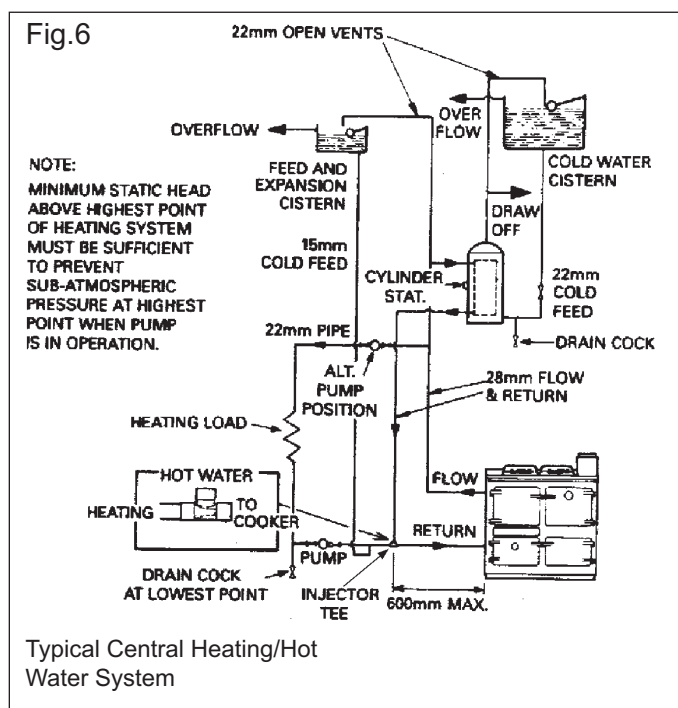 Fig.6
22mm OPEN VENTS
OVERFLOW
OVER
FLOW
FEED AND
EXPANSION
CISTERN
COLD WATER
CISTERN
NOTE:
MINIMUM STATIC HEAD
ABOVE HIGHEST POINT
OF HEATING SYSTEM
MUST BE SUFFICIENT
TO PREVENT
SUB-ATMOSPHERIC
PRESSURE AT HIGHEST
POINT WHEN PUMP
IS IN OPERATION.
DRAW
OFF
15mm
COLD FEED
CYLINDER
STAT.
22mm
COLD
FEED
22mm PIPE
DRAIN COCK
ALT.
PUMP
POSITION
28mm FLOW
& RETURN
HEATING LOAD
HOT WATER
HEATING
TO
COOKER
FLOW
RETURN
PUMP
DRAIN COCK
AT LOWEST POINT
INJECTOR
TEE
600mm MAX.
Typical Central Heating/Hot
Water System